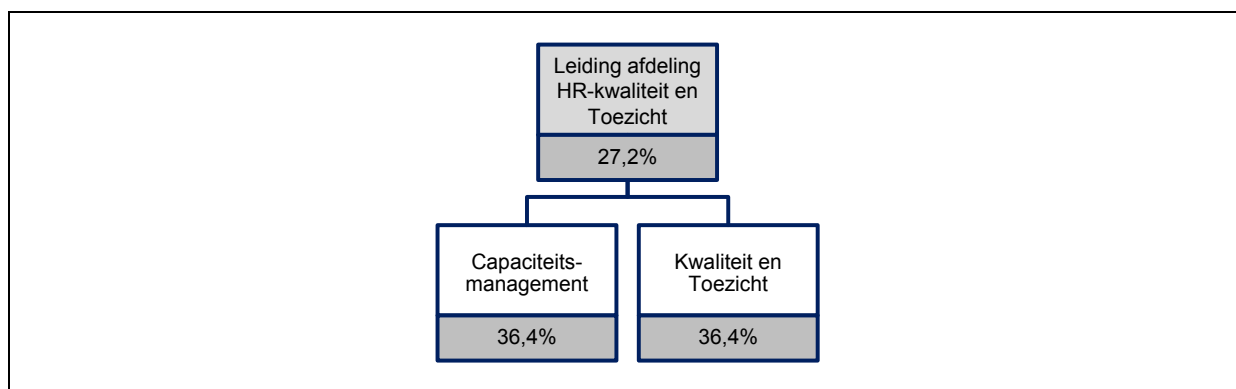 Leiding afdeling
HR-kwaliteit en
Toezicht
27,2%
Capaciteits-
management
36,4%
Kwaliteit en
Toezicht
36,4%